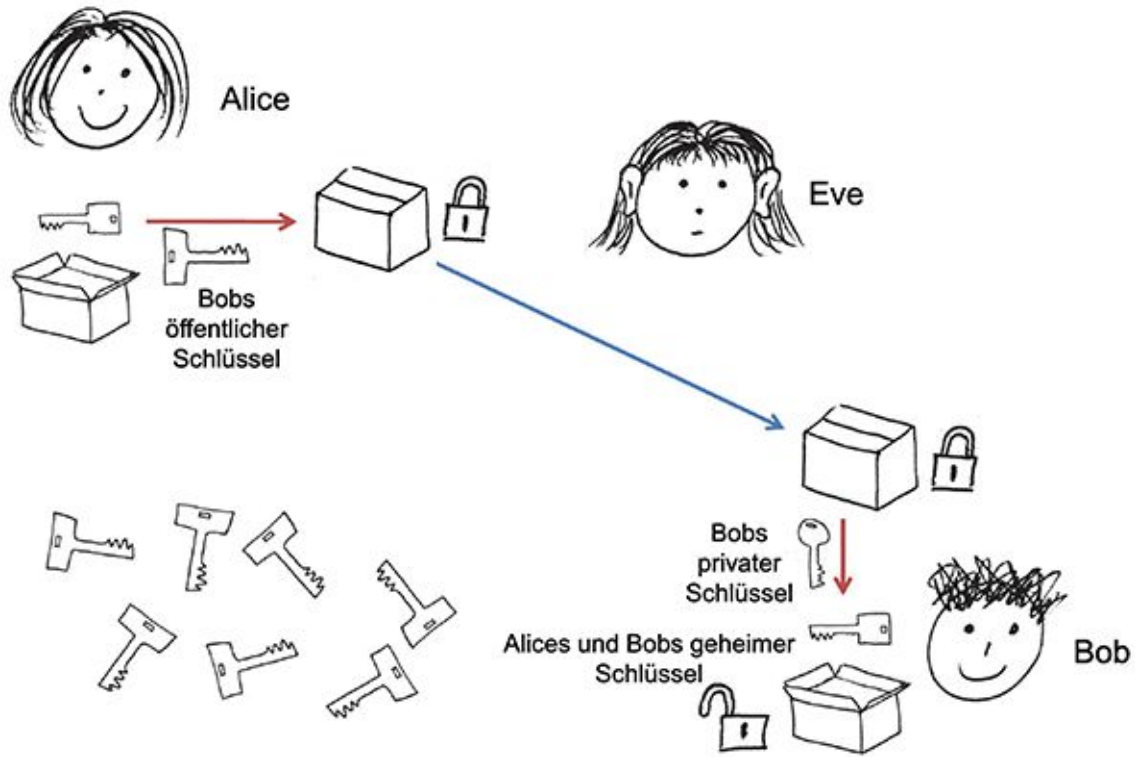 Alice
Eve
Bobs
öffentlicher
Schlüssel
Bobs
privater
Schlüssel
Alices und Bobs geheimer
Schlüssel
Bob